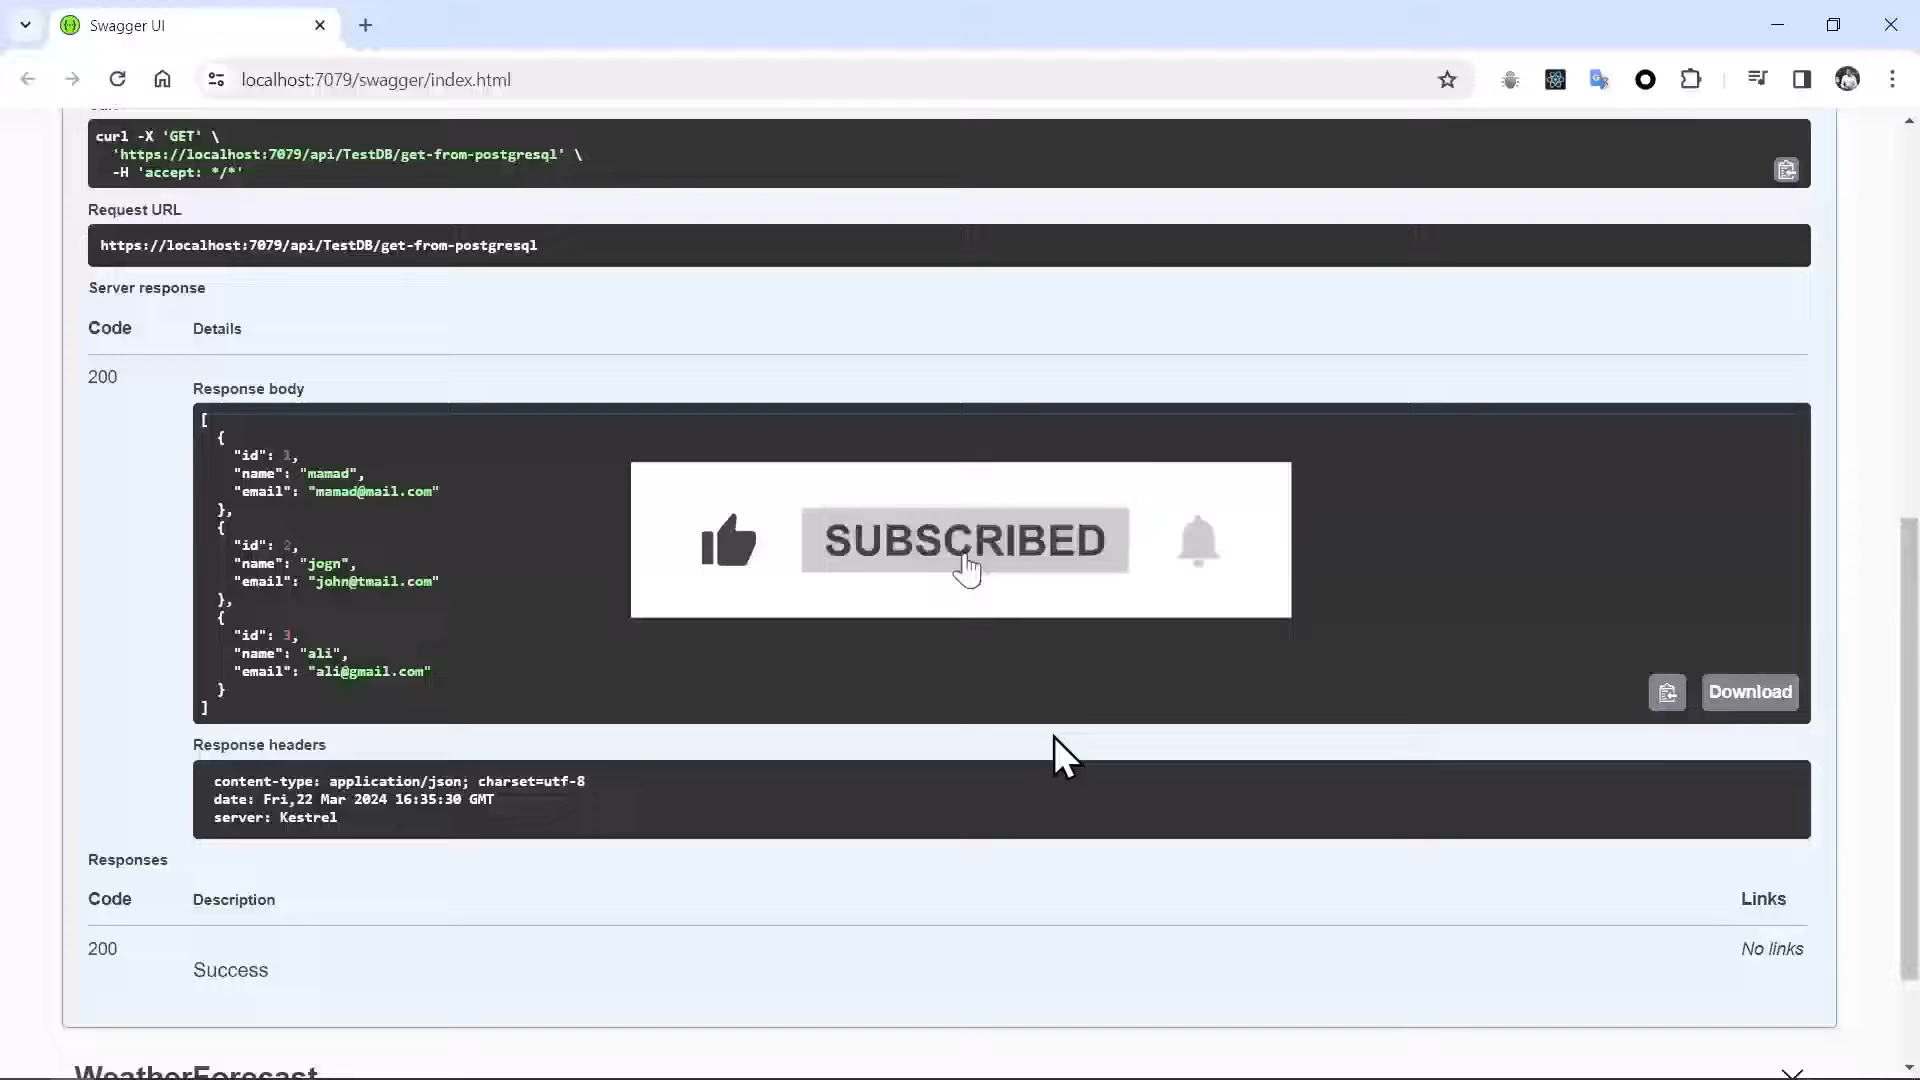 Swagger UI
localhost:7079/swagger/index.html
curl -X 'GET' \
'https://localhost:7079/api/TestDB/get-from-postgresql' \
-H 'accept: */*'
Request URL
https://localhost:7079/api/TestDB/get-from-postgresql
Server response
Code Details
200
Response body
[
{
"id": 1,
"name": "mamad",
"email": "mamad@mail.com"
},
{
"id": 2,
"name": "jogn",
"email": "john@tmail.com"
},
{
"id": 3,
"name": "ali",
"email": "ali@gmail.com"
}
]
SUBSCRIBED
Download
Response headers
content-type: application/json; charset=utf-8
date: Fri,22 Mar 2024 16:35:30 GMT
server: Kestrel
Responses
Code Description Links
200 No links
Success
WeatherForecast